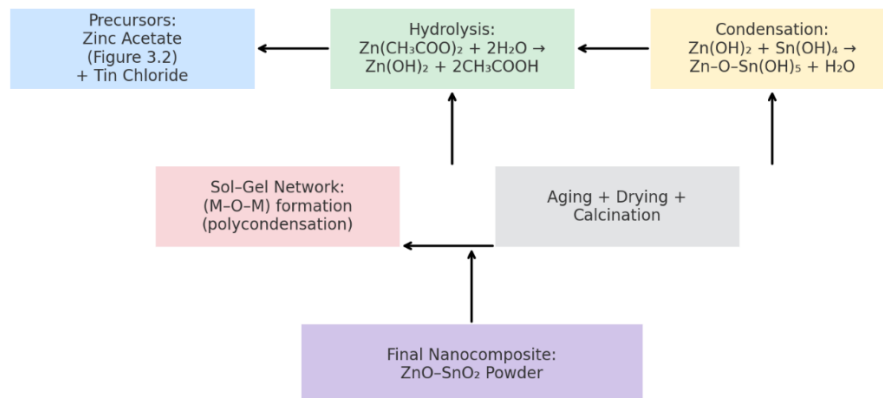 Precursors:
Zinc Acetate
(Figure 3.2)
+ Tin Chloride
Hydrolysis:
Zn(CH₃COO)₂ + 2H₂O →
Zn(OH)₂ + 2CH₃COOH
Condensation:
Zn(OH)₂ + Sn(OH)₄ →
Zn–O–Sn(OH)₅ + H₂O
Sol–Gel Network:
(M–O–M) formation
(polycondensation)
Aging + Drying +
Calcination
Final Nanocomposite:
ZnO–SnO₂ Powder